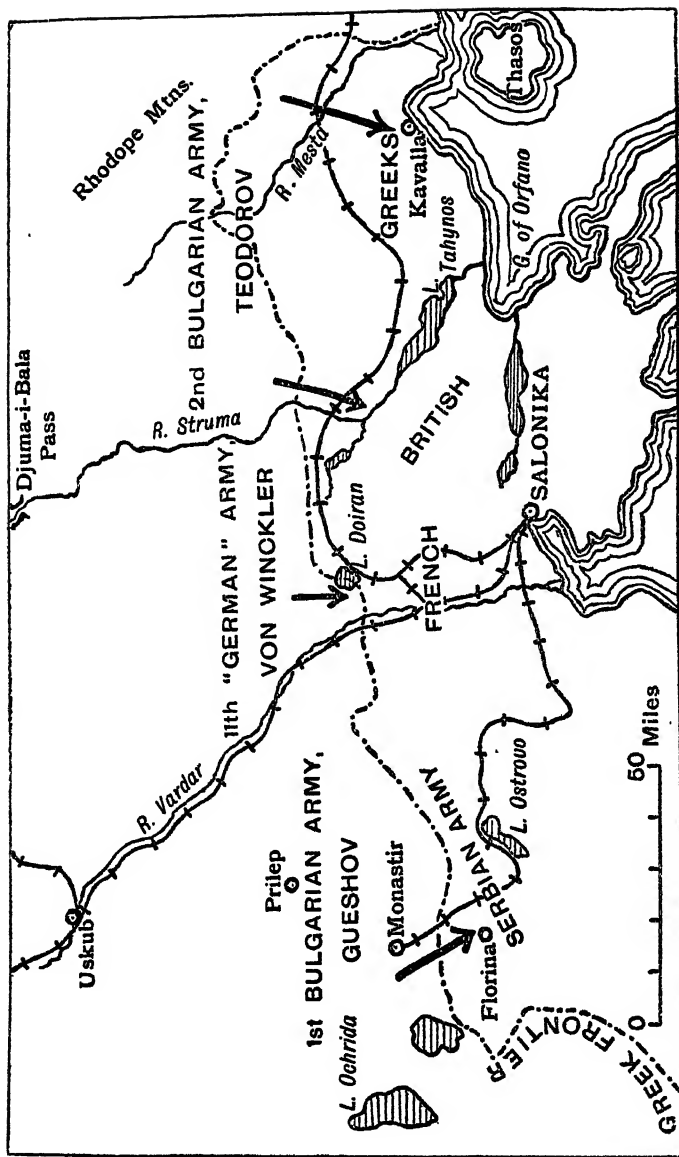 Djuma-i-Bala
Pass
Rhodope Mtns.
Uskub
R. Vardar
R. Struma
2nd BULGARIAN ARMY,
TEODOROV
R. Mesta
11th "GERMAN" ARMY,
VON WINCKLER
Prilep
1st BULGARIAN ARMY,
GUESHOV
L. Ochrida
Monastir
L. Doiran
GREEKS
Kavalla
L. Tahynos
Thasos
BRITISH
G. of Orfano
FRENCH
SERBIAN ARMY
Florina
L. Ostrovo
SALONIKA
GREEK FRONTIER
0
50
Miles